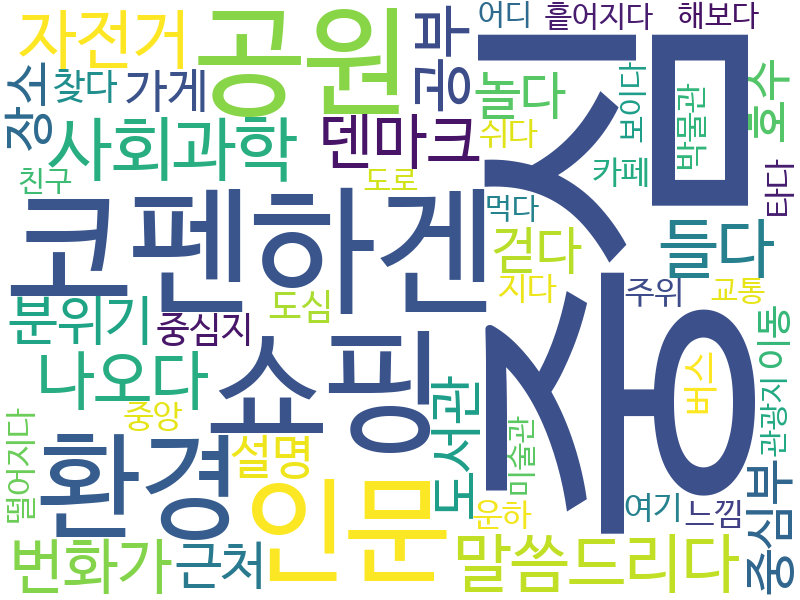 어디
흩어지다
해보다
자전거
공원
공부
중심
장소
찾다
가게
놀다
보이다
박물관
호수
사회과학
덴마크
쉬다
카페
타다
친구
도로
코펜하겐
먹다
걷다
들다
분위기
중심지
도심
지다
주위
교통
이동
나오다
쇼핑
도서관
버스
관광지
떨어지다
중앙
환경
설명
미술관
인문
운하
여기
느낌
중심부
번화가
근처
말씀드리다